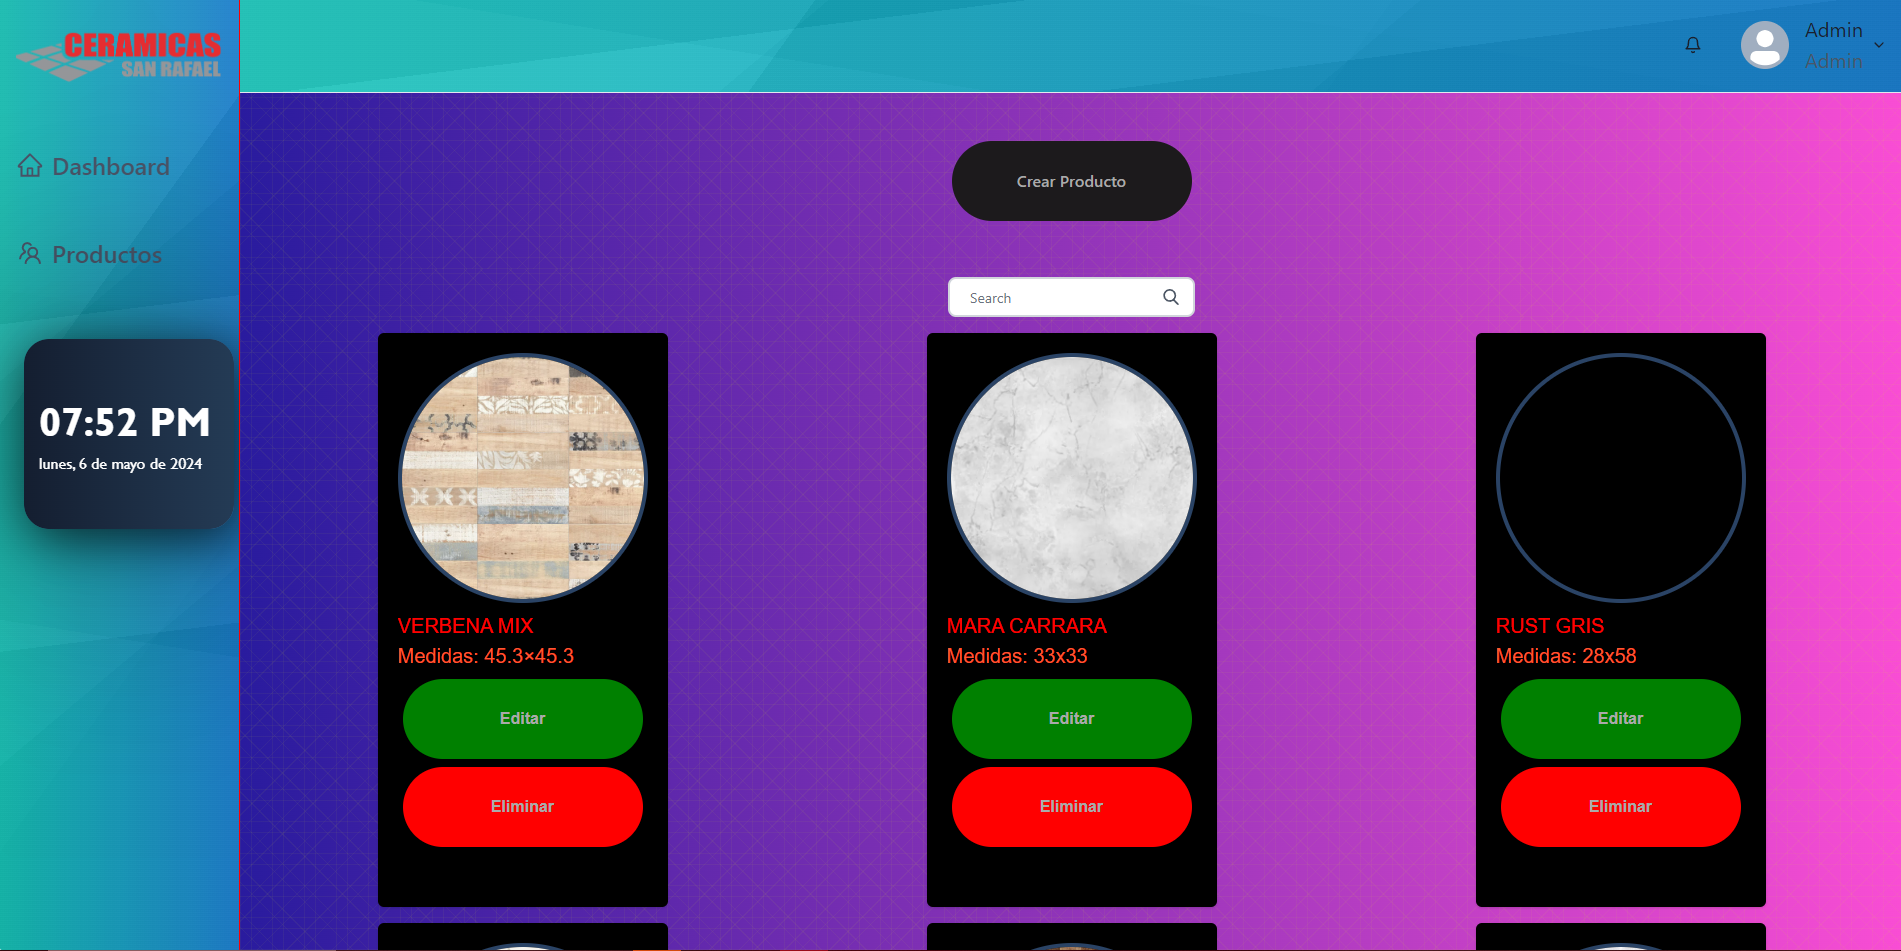 CERAMICAS
SAN RAFAEL
Admin
Admin
Dashboard
Productos
07:52 PM
lunes, 6 de mayo de 2024
Crear Producto
Search
VERBENA MIX
Medidas: 45.3×45.3
Editar
Eliminar
MARA CARRARA
Medidas: 33x33
Editar
Eliminar
RUST GRIS
Medidas: 28x58
Editar
Eliminar